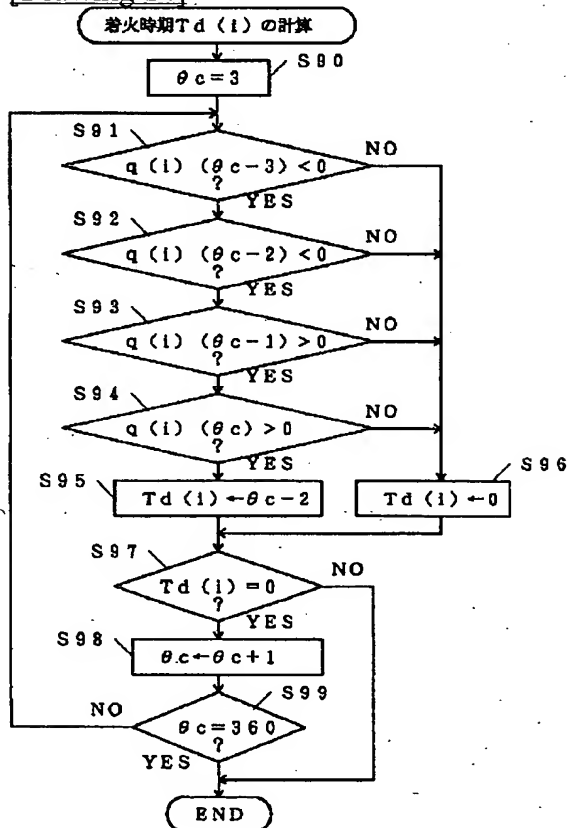 着火時期Td (i) の計算
S90
θc=3
S91
q (i) (θc-3) <0
?
NO
YES
S92
q (i) (θc-2) <0
?
NO
YES
S93
q (i) (θc-1) >0
?
NO
YES
S94
q (i) (θc) >0
?
NO
YES
S95
Td (i) ←θc-2
S96
Td (i) ←0
S97
Td (i) =0
?
NO
YES
S98
θc←θc+1
S99
θc=360
?
NO
YES
END